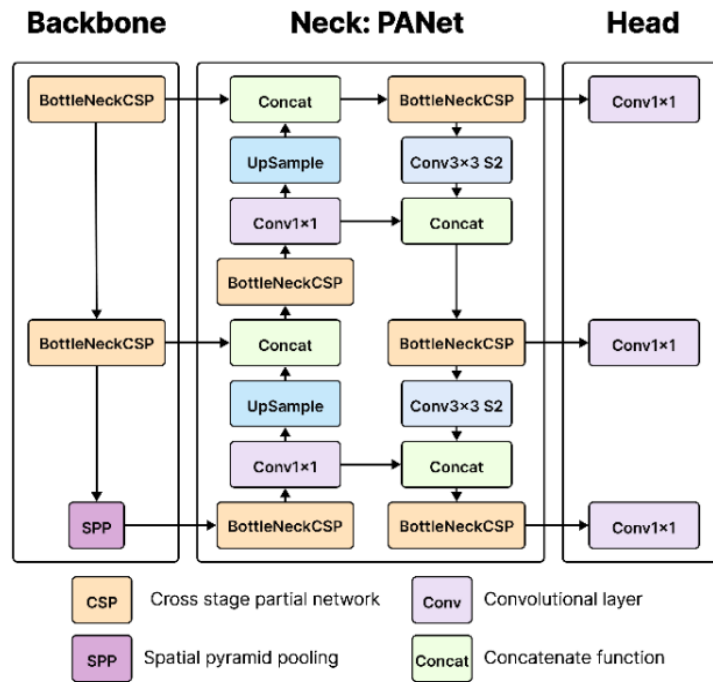 Backbone Neck: PANet Head
BottleNeckCSP Concat BottleNeckCSP Conv1×1
UpSample Conv3×3 S2
Conv1×1 Concat
BottleNeckCSP
BottleNeckCSP Concat BottleNeckCSP Conv1×1
UpSample Conv3×3 S2
Conv1×1 Concat
SPP BottleNeckCSP BottleNeckCSP Conv1×1
CSP Cross stage partial network Conv Convolutional layer
SPP Spatial pyramid pooling Concat Concatenate function